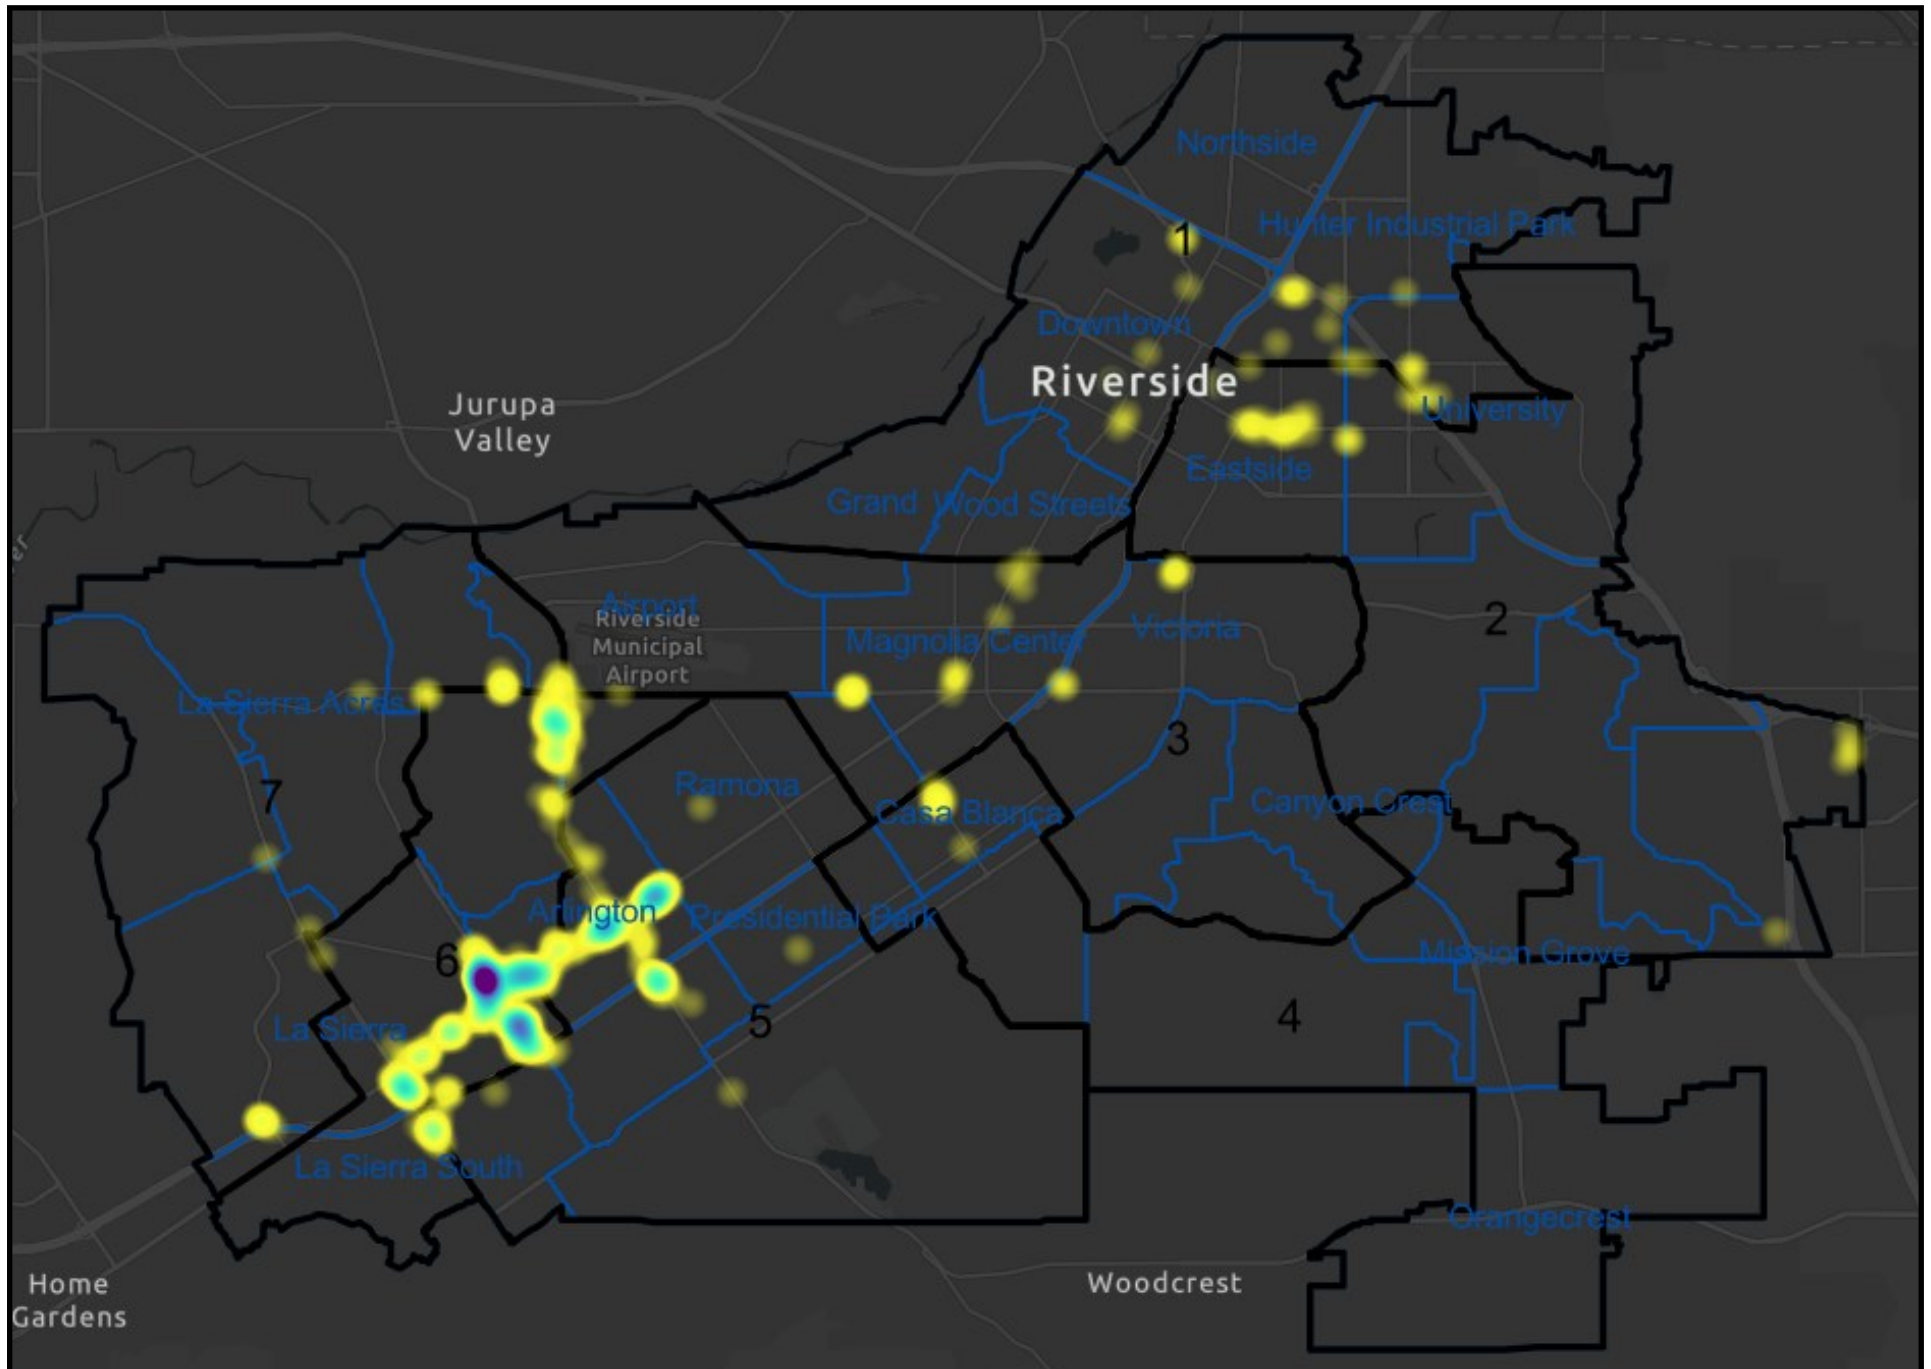 Northside
1
Hunter Industrial Park
Downtown
Riverside
Jurupa
Valley
University
Eastside
Grand
Wood Streets
Airport
Riverside
Municipal
Airport
Magnolia Center
Victoria
2
La Sierra Acres
3
7
Ramona
Casa Blanca
Canyon Crest
Arlington
Presidential Park
6
Mission Grove
La Sierra
5
4
La Sierra South
Orangecrest
Home
Gardens
Woodcrest